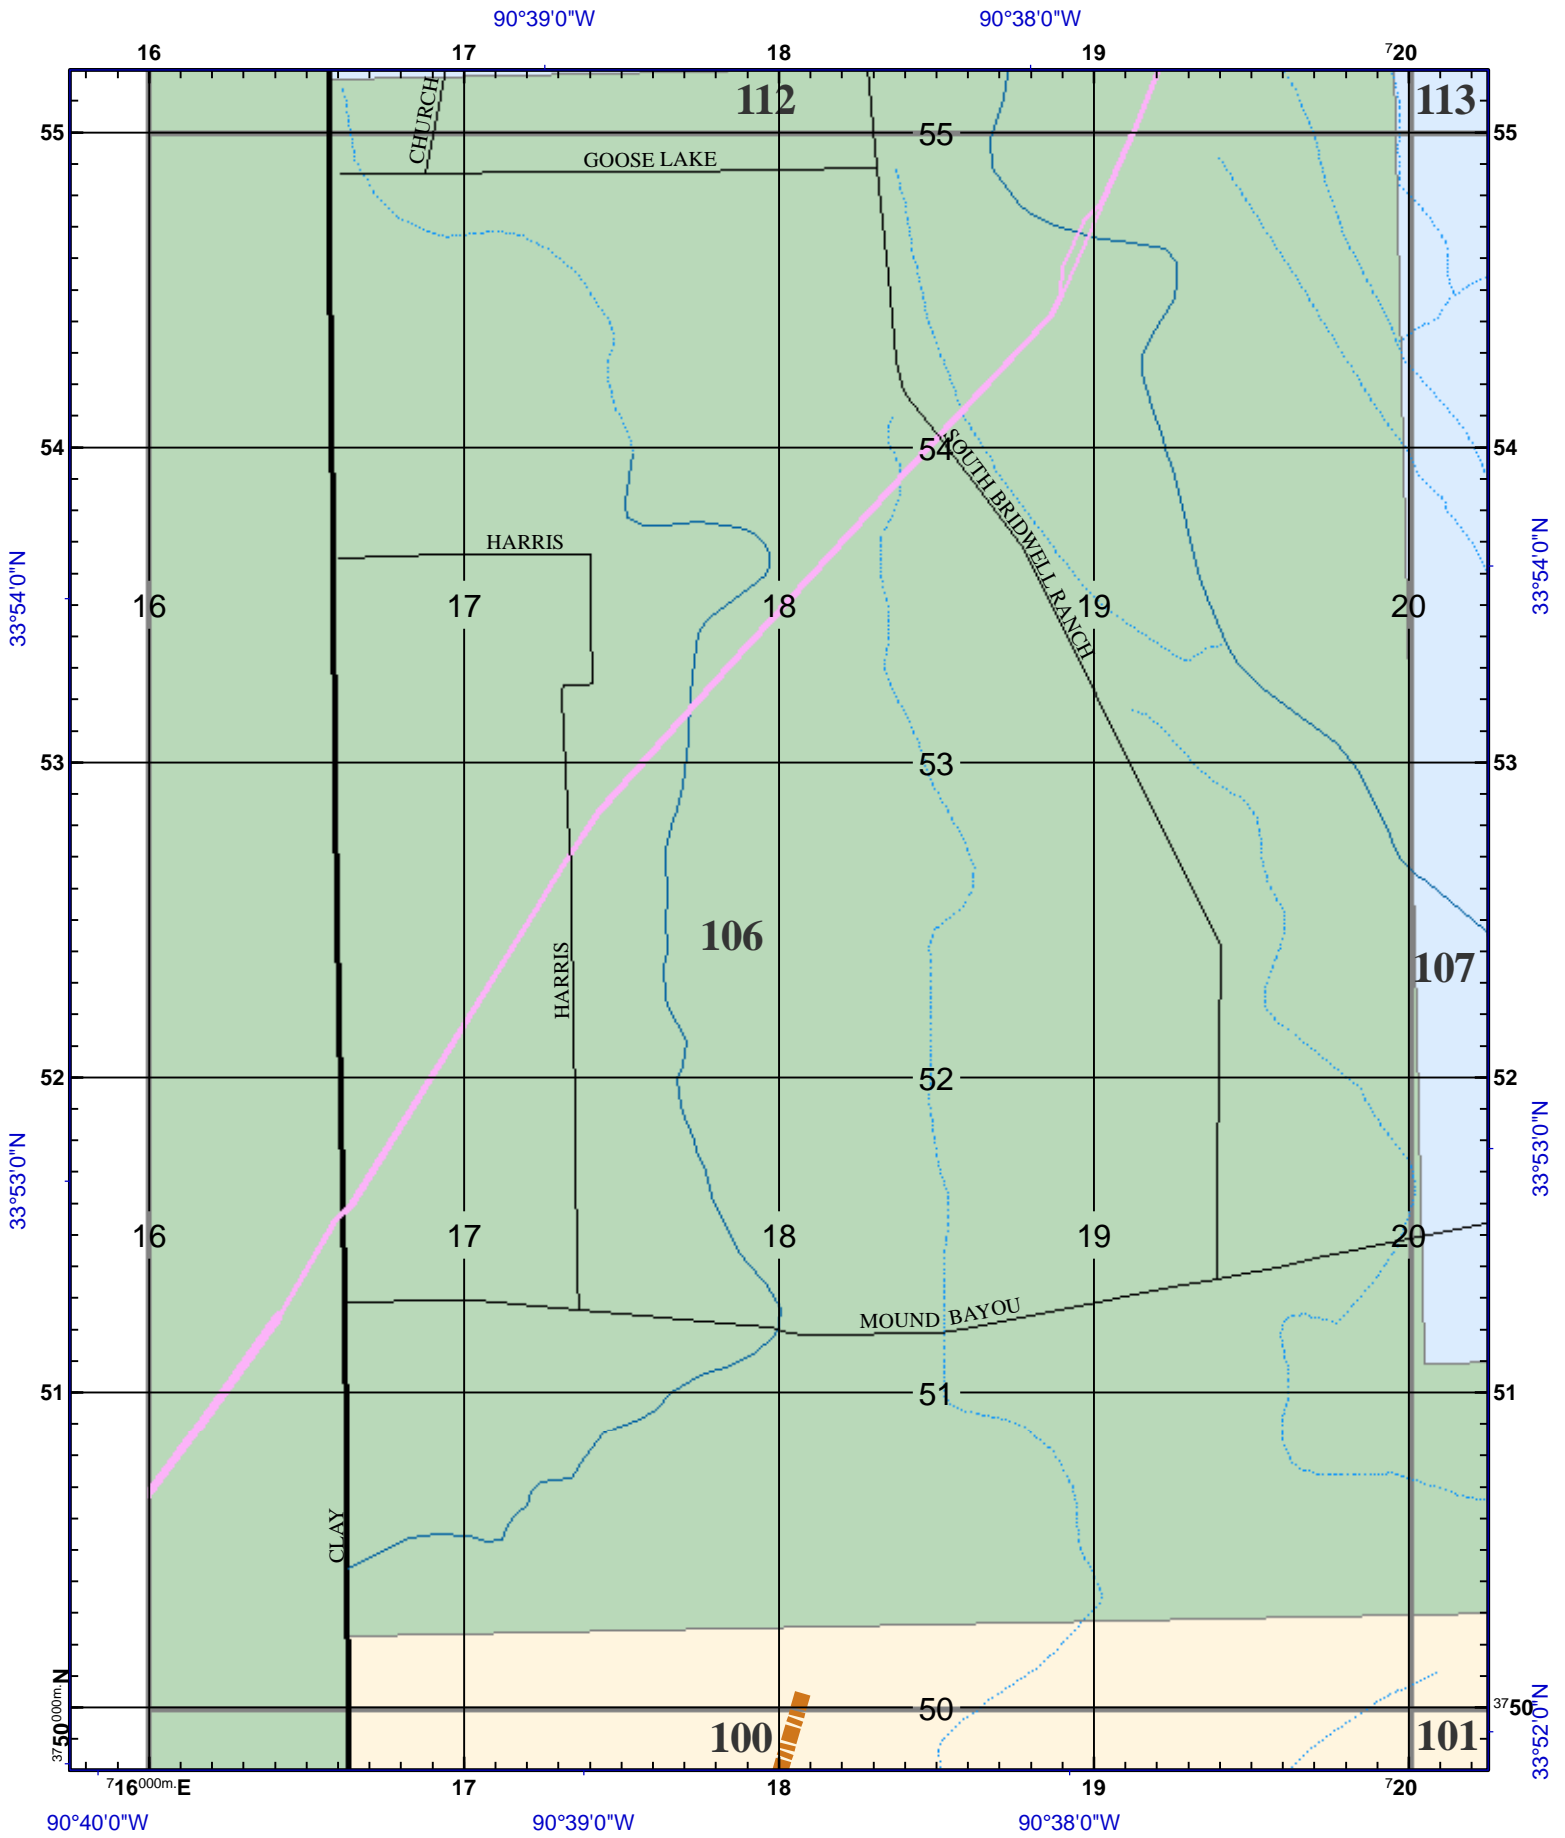 90°39'0"W 90°38'0"W
16 17 18 19 ⁷20
112 113
CHURCH
55 55 55
GOOSE LAKE
54 54 54
SOUTH BRIDWELL RANCH
HARRIS
33°54'0"N 33°54'0"N
16 17 18 19 20
53 53 53
106
107
HARRIS
52 52 52
33°53'0"N 33°53'0"N
16 17 18 19 20
MOUND BAYOU
51 51 51
CLAY
³⁷50⁰⁰⁰ᵐ·N 50 ³⁷50
100 101
33°52'0"N
⁷16⁰⁰⁰ᵐ·E 17 18 19 ⁷20
90°40'0"W 90°39'0"W 90°38'0"W